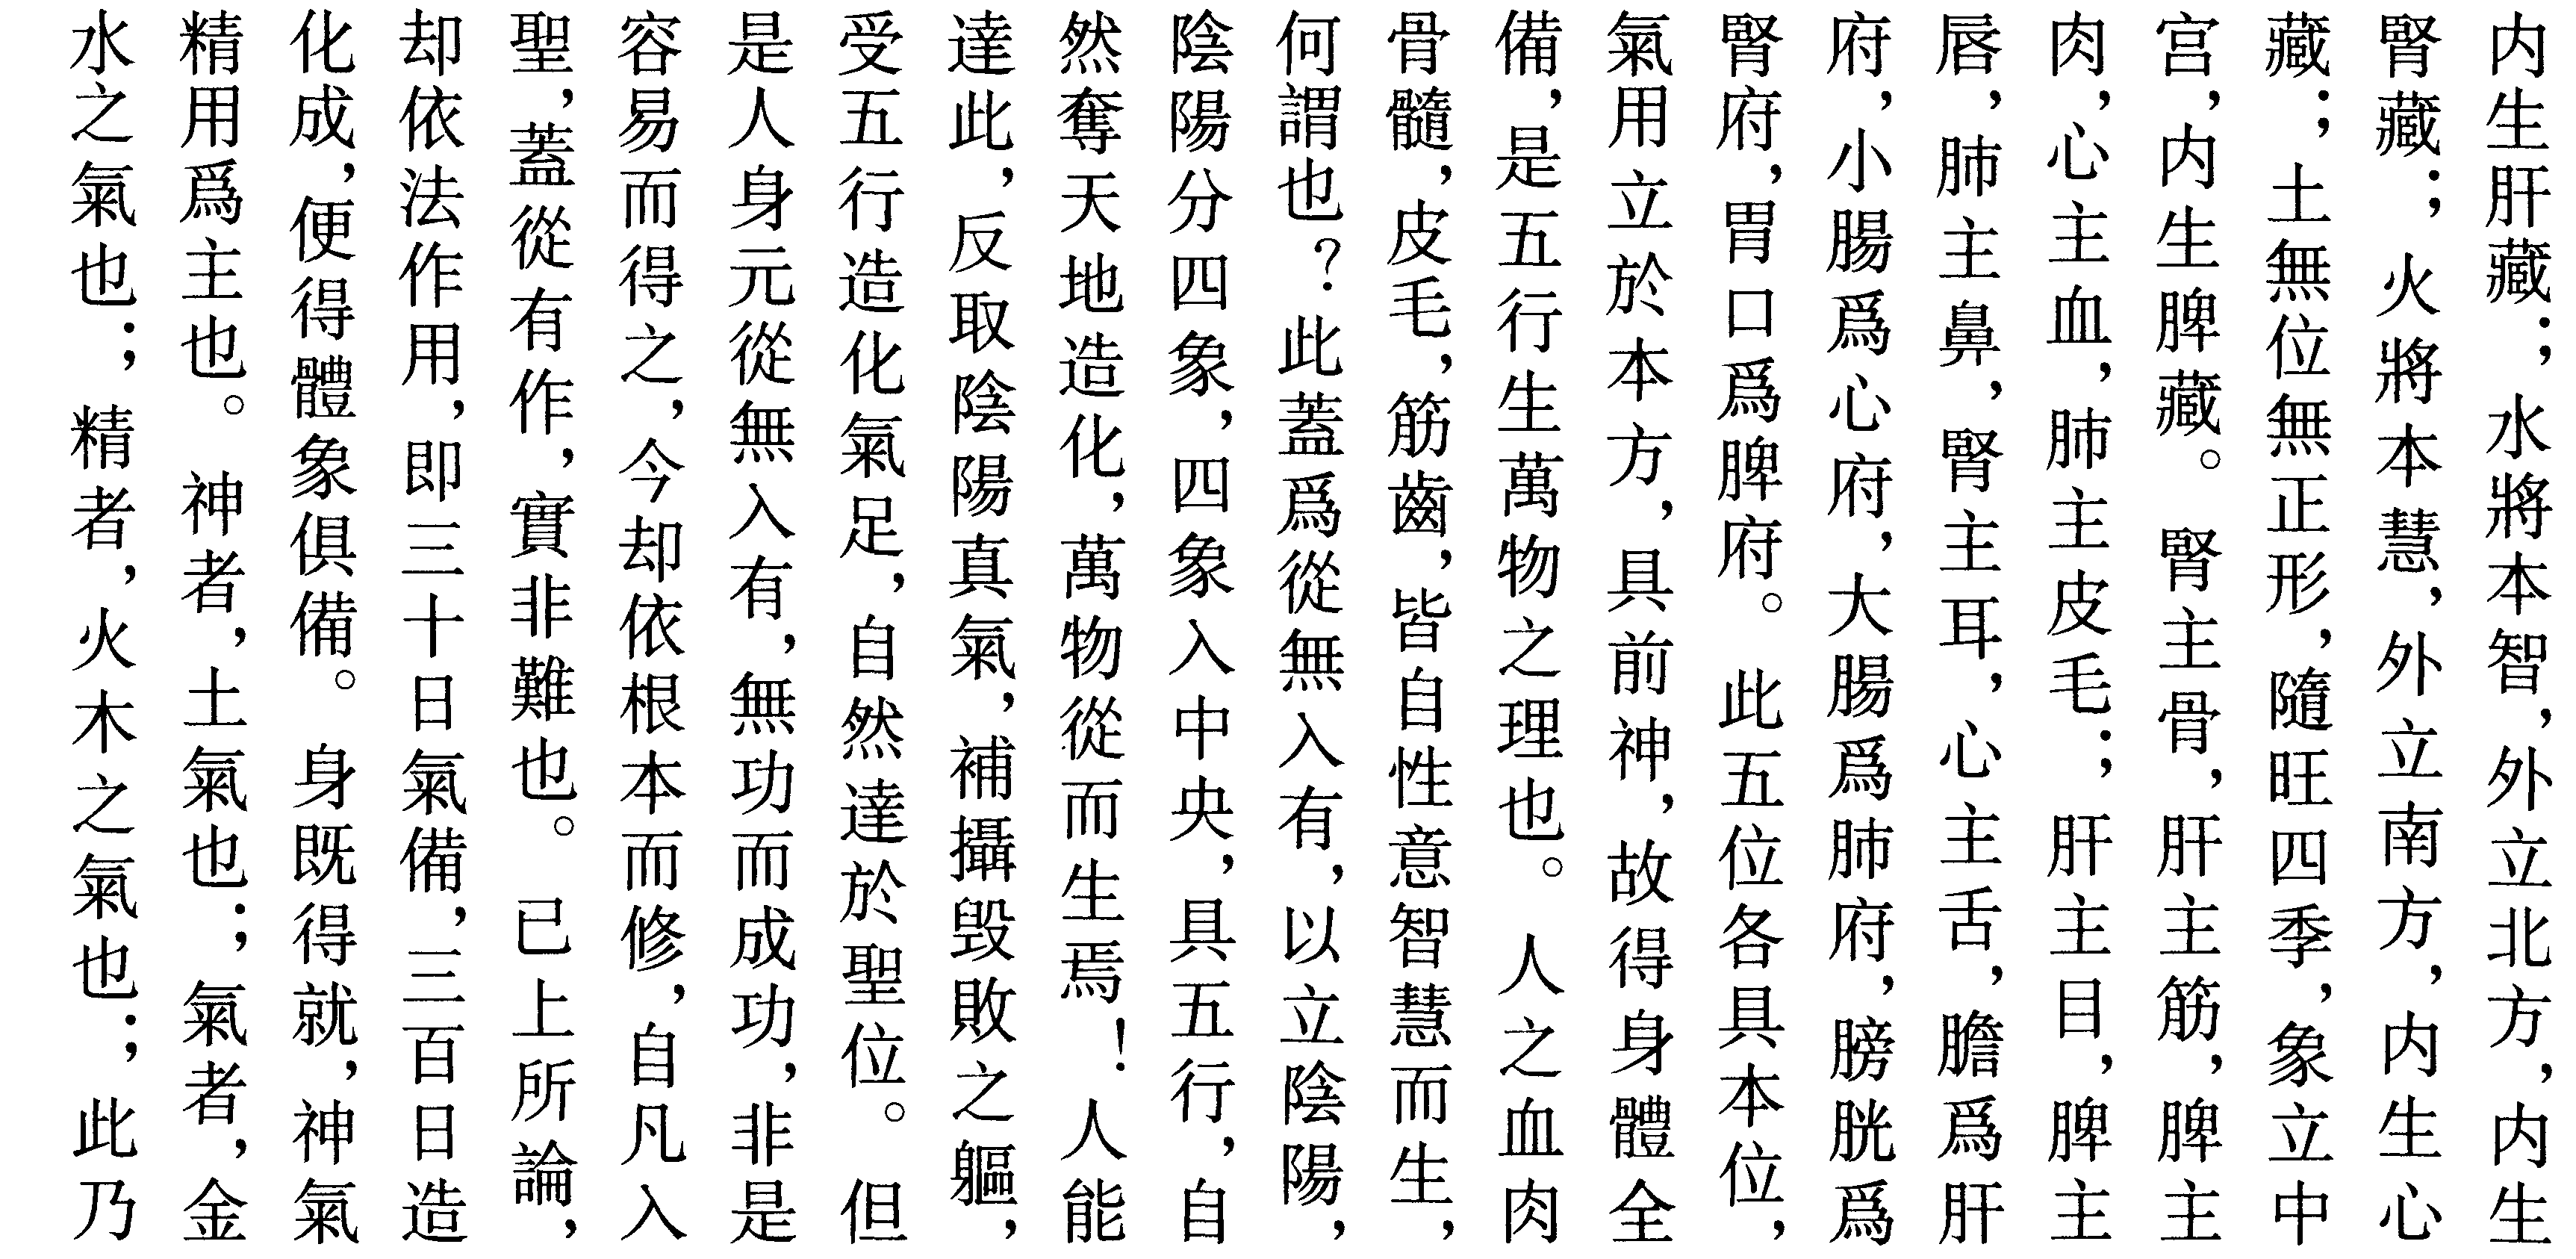 内生肝藏；水將本智，外立北方，内生
腎藏；火將本慧，外立南方，内生心
藏；土無位無正形，隨旺四季，象立中
宫，内生脾藏。腎主骨，肝主筋，脾主
肉，心主血，肺主皮毛；肝主目，脾主
唇，肺主鼻，腎主耳，心主舌，膽爲肝
府，小腸爲心府，大腸爲肺府，膀胱爲
腎府，胃口爲脾府。此五位各具本位，
氣用立於本方，具前神，故得身體全
備，是五行生萬物之理也。人之血肉
骨髓，皮毛，筋齒，皆自性意智慧而生，
何謂也？此蓋爲從無入有，以立陰陽，
陰陽分四象，四象入中央，具五行，自
然奪天地造化，萬物從而生焉！人能
達此，反取陰陽真氣，補攝毁敗之軀，
受五行造化氣足，自然達於聖位。但
是人身元從無入有，無功而成功，非是
容易而得之，今却依根本而修，自凡入
聖，蓋從有作，實非難也。已上所論，
却依法作用，即三十日氣備，三百日造
化成，便得體象俱備。身既得就，神氣
精用爲主也。神者，土氣也；氣者，金
水之氣也；精者，火木之氣也；此乃